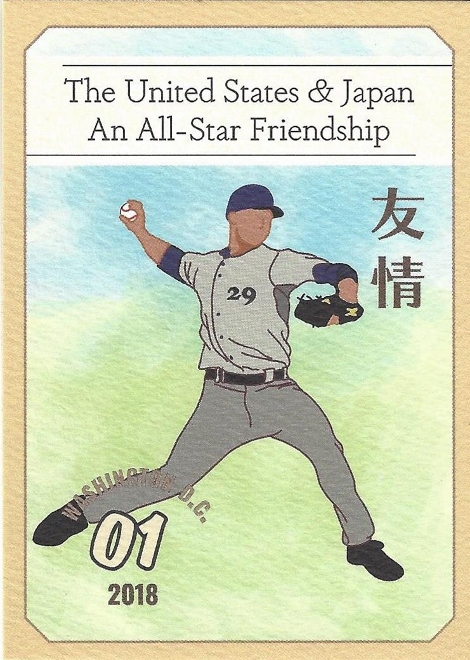 The United States & Japan
An All-Star Friendship
友
情
29
WASHINGTON, D.C.
01
2018